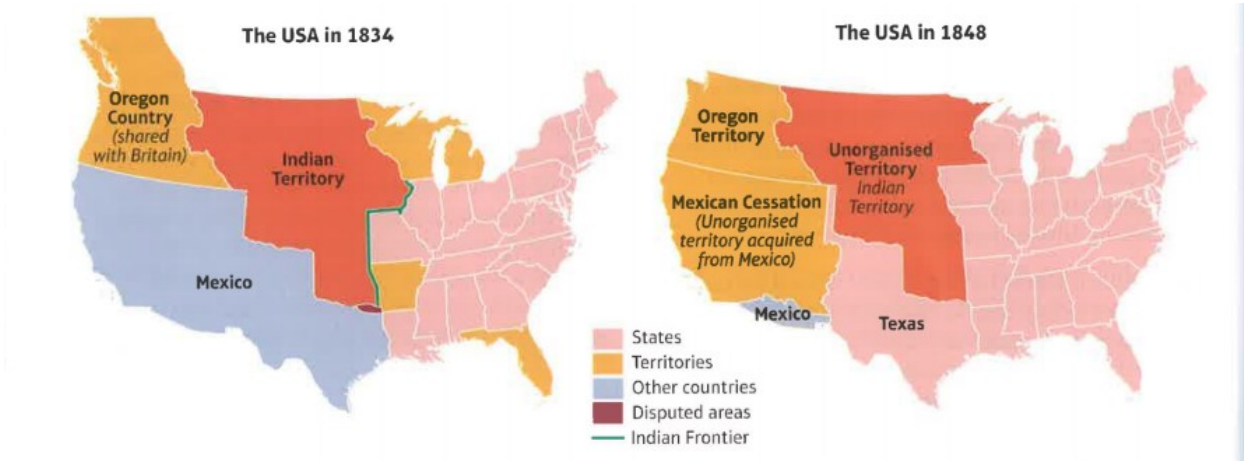 The USA in 1834
Oregon
Country
(shared
with Britain)
Indian
Territory
Mexico
The USA in 1848
Oregon
Territory
Unorganised
Territory
Indian
Territory
Mexican Cessation
(Unorganised
territory acquired
from Mexico)
Mexico
Texas
States
Territories
Other countries
Disputed areas
Indian Frontier